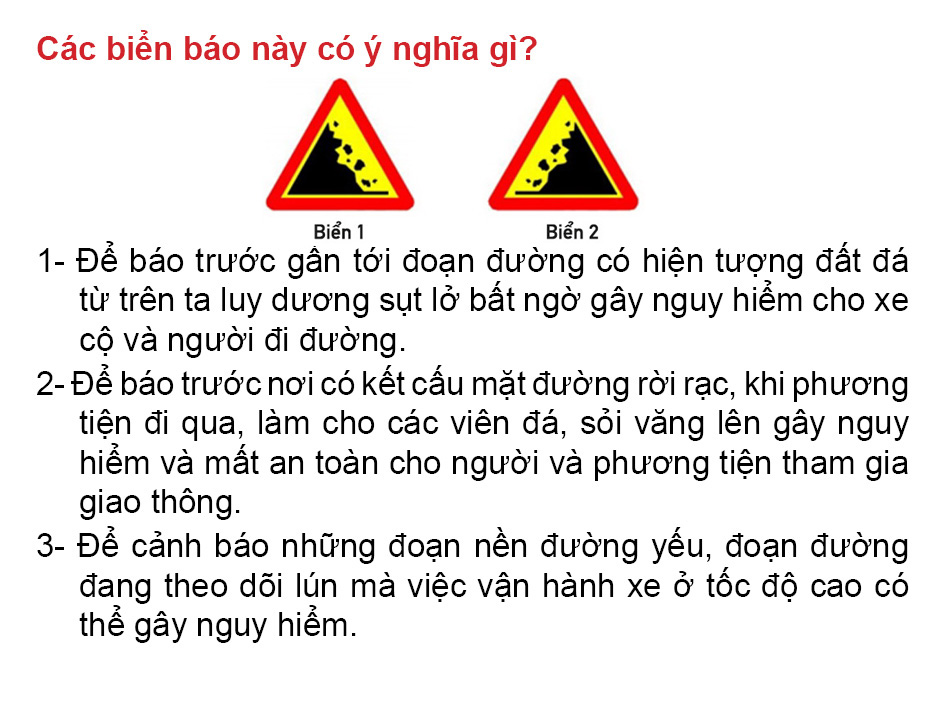 Các biển báo này có ý nghĩa gì?
Biển 1 Biển 2
1- Để báo trước gần tới đoạn đường có hiện tượng đất đá
từ trên ta luy dương sụt lở bất ngờ gây nguy hiểm cho xe
cộ và người đi đường.
2- Để báo trước nơi có kết cấu mặt đường rời rạc, khi phương
tiện đi qua, làm cho các viên đá, sỏi văng lên gây nguy
hiểm và mất an toàn cho người và phương tiện tham gia
giao thông.
3- Để cảnh báo những đoạn nền đường yếu, đoạn đường
đang theo dõi lún mà việc vận hành xe ở tốc độ cao có
thể gây nguy hiểm.